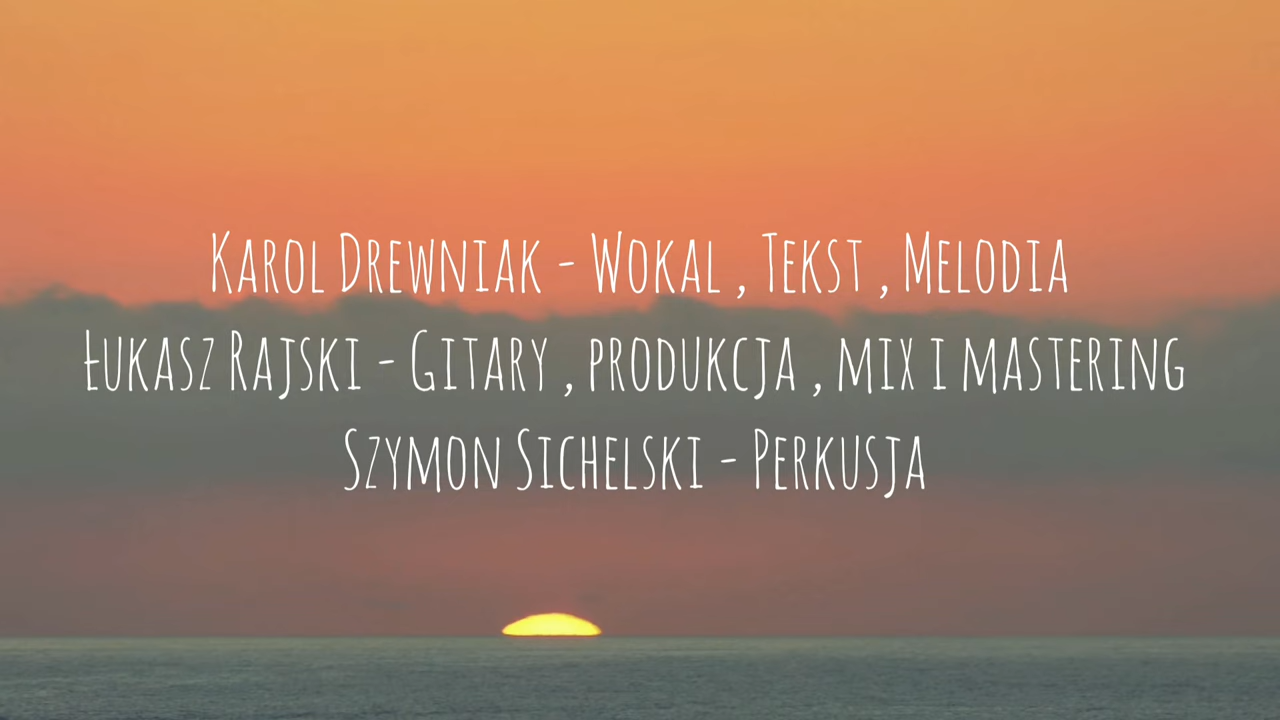 Karol Drewniak - Wokal , Tekst , Melodia
Łukasz Rajski - Gitary , produkcja , mix i mastering
Szymon Sichelski - Perkusja